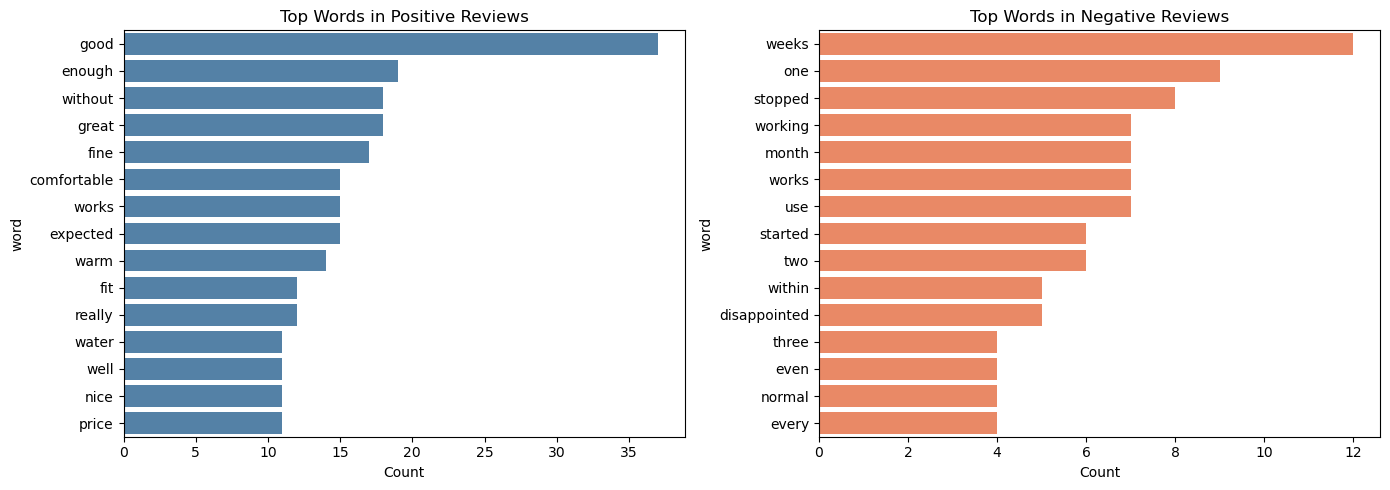 Top Words in Positive Reviews
word
good
enough
without
great
fine
comfortable
works
expected
warm
fit
really
water
well
nice
price
0 5 10 15 20 25 30 35
Count
Top Words in Negative Reviews
word
weeks
one
stopped
working
month
works
use
started
two
within
disappointed
three
even
normal
every
0 2 4 6 8 10 12
Count